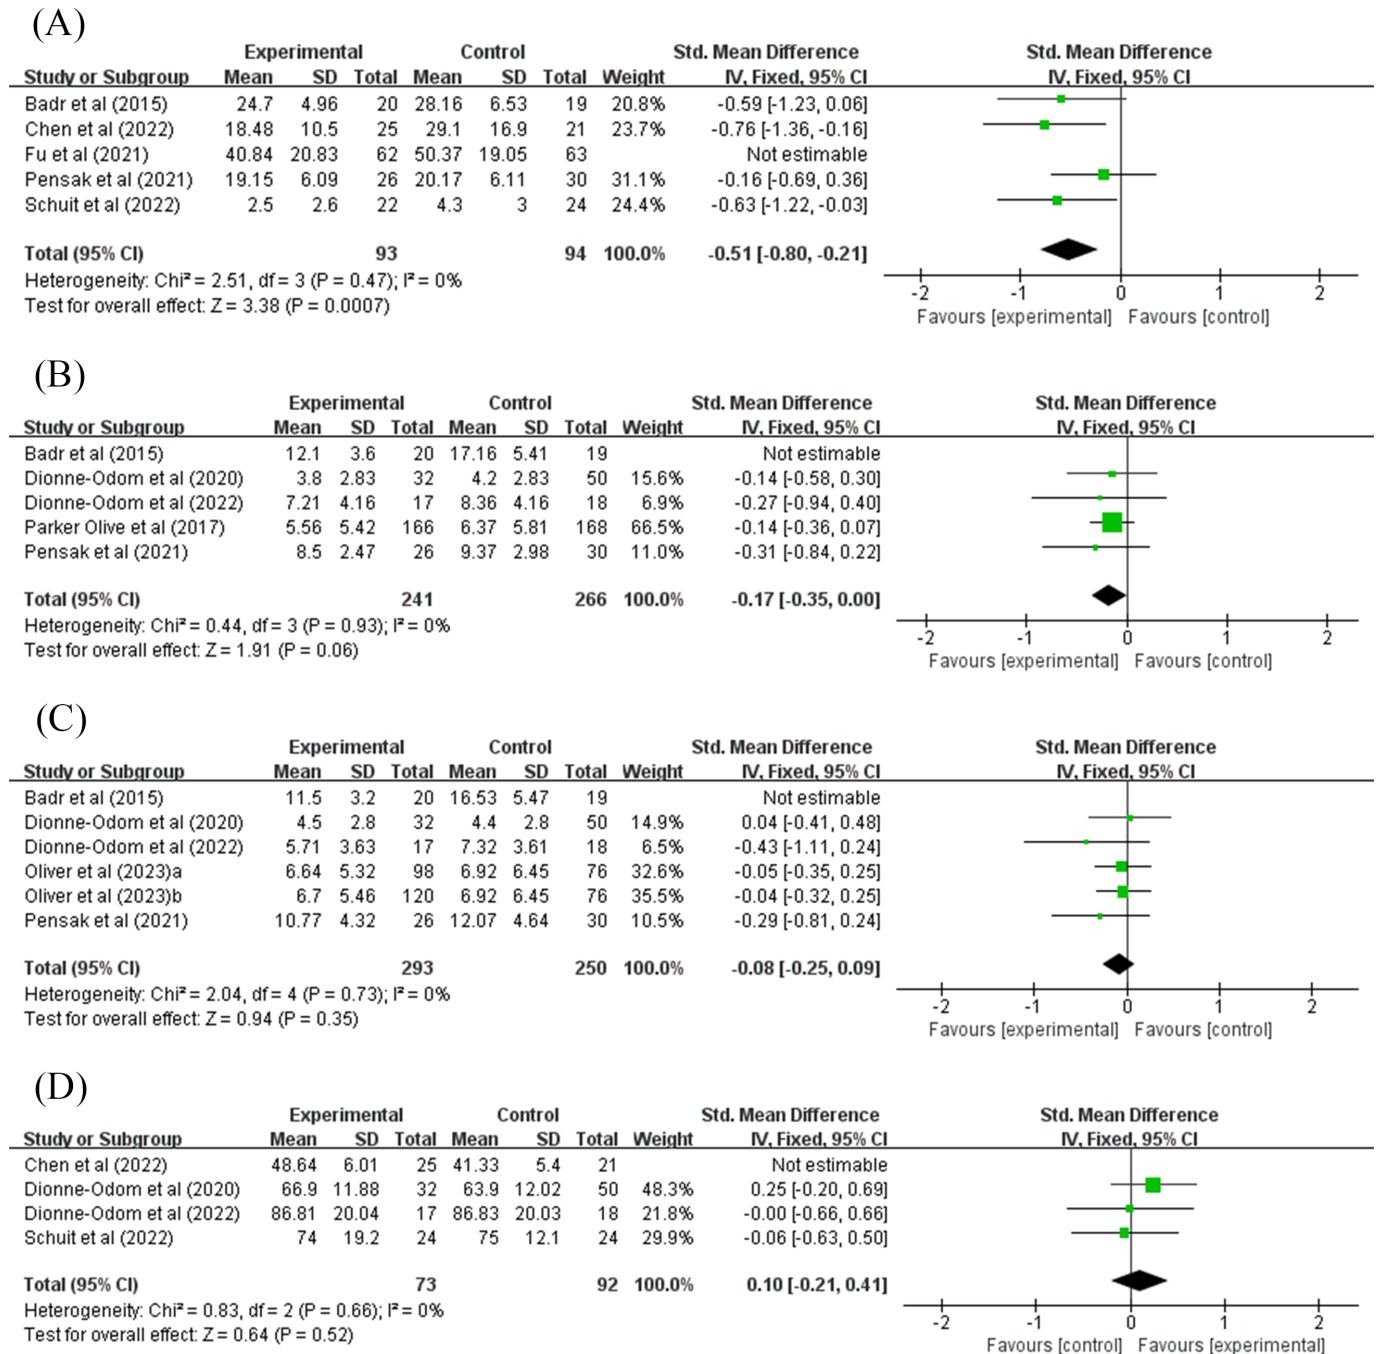 (A)
Experimental Control Std. Mean Difference Std. Mean Difference
Study or Subgroup Mean SD Total Mean SD Total Weight IV, Fixed, 95% CI IV, Fixed, 95% CI
Badr et al (2015) 24.7 4.96 20 28.16 6.53 19 20.8% -0.59 [-1.23, 0.06]
Chen et al (2022) 18.48 10.5 25 29.1 16.9 21 23.7% -0.76 [-1.36, -0.16]
Fu et al (2021) 40.84 20.83 62 50.37 19.05 63 Not estimable
Pensak et al (2021) 19.15 6.09 26 20.17 6.11 30 31.1% -0.16 [-0.69, 0.36]
Schuit et al (2022) 2.5 2.6 22 4.3 3 24 24.4% -0.63 [-1.22, -0.03]
Total (95% CI) 93 94 100.0% -0.51 [-0.80, -0.21]
Heterogeneity: Chi² = 2.51, df = 3 (P = 0.47); I² = 0%
Test for overall effect: Z = 3.38 (P = 0.0007)
-2 -1 0 1 2
Favours [experimental] Favours [control]
(B)
Experimental Control Std. Mean Difference Std. Mean Difference
Study or Subgroup Mean SD Total Mean SD Total Weight IV, Fixed, 95% CI IV, Fixed, 95% CI
Badr et al (2015) 12.1 3.6 20 17.16 5.41 19 Not estimable
Dionne-Odom et al (2020) 3.8 2.83 32 4.2 2.83 50 15.6% -0.14 [-0.58, 0.30]
Dionne-Odom et al (2022) 7.21 4.16 17 8.36 4.16 18 6.9% -0.27 [-0.94, 0.40]
Parker Olive et al (2017) 5.56 5.42 166 6.37 5.81 168 66.5% -0.14 [-0.36, 0.07]
Pensak et al (2021) 8.5 2.47 26 9.37 2.98 30 11.0% -0.31 [-0.84, 0.22]
Total (95% CI) 241 266 100.0% -0.17 [-0.35, 0.00]
Heterogeneity: Chi² = 0.44, df = 3 (P = 0.93); I² = 0%
Test for overall effect: Z = 1.91 (P = 0.06)
-2 -1 0 1 2
Favours [experimental] Favours [control]
(C)
Experimental Control Std. Mean Difference Std. Mean Difference
Study or Subgroup Mean SD Total Mean SD Total Weight IV, Fixed, 95% CI IV, Fixed, 95% CI
Badr et al (2015) 11.5 3.2 20 16.53 5.47 19 Not estimable
Dionne-Odom et al (2020) 4.5 2.8 32 4.4 2.8 50 14.9% 0.04 [-0.41, 0.48]
Dionne-Odom et al (2022) 5.71 3.63 17 7.32 3.61 18 6.5% -0.43 [-1.11, 0.24]
Oliver et al (2023)a 6.64 5.32 98 6.92 6.45 76 32.6% -0.05 [-0.35, 0.25]
Oliver et al (2023)b 6.7 5.46 120 6.92 6.45 76 35.5% -0.04 [-0.32, 0.25]
Pensak et al (2021) 10.77 4.32 26 12.07 4.64 30 10.5% -0.29 [-0.81, 0.24]
Total (95% CI) 293 250 100.0% -0.08 [-0.25, 0.09]
Heterogeneity: Chi² = 2.04, df = 4 (P = 0.73); I² = 0%
Test for overall effect: Z = 0.94 (P = 0.35)
-2 -1 0 1 2
Favours [experimental] Favours [control]
(D)
Experimental Control Std. Mean Difference Std. Mean Difference
Study or Subgroup Mean SD Total Mean SD Total Weight IV, Fixed, 95% CI IV, Fixed, 95% CI
Chen et al (2022) 48.64 6.01 25 41.33 5.4 21 Not estimable
Dionne-Odom et al (2020) 66.9 11.88 32 63.9 12.02 50 48.3% 0.25 [-0.20, 0.69]
Dionne-Odom et al (2022) 86.81 20.04 17 86.83 20.03 18 21.8% -0.00 [-0.66, 0.66]
Schuit et al (2022) 74 19.2 24 75 12.1 24 29.9% -0.06 [-0.63, 0.50]
Total (95% CI) 73 92 100.0% 0.10 [-0.21, 0.41]
Heterogeneity: Chi² = 0.83, df = 2 (P = 0.66); I² = 0%
Test for overall effect: Z = 0.64 (P = 0.52)
-2 -1 0 1 2
Favours [control] Favours [experimental]